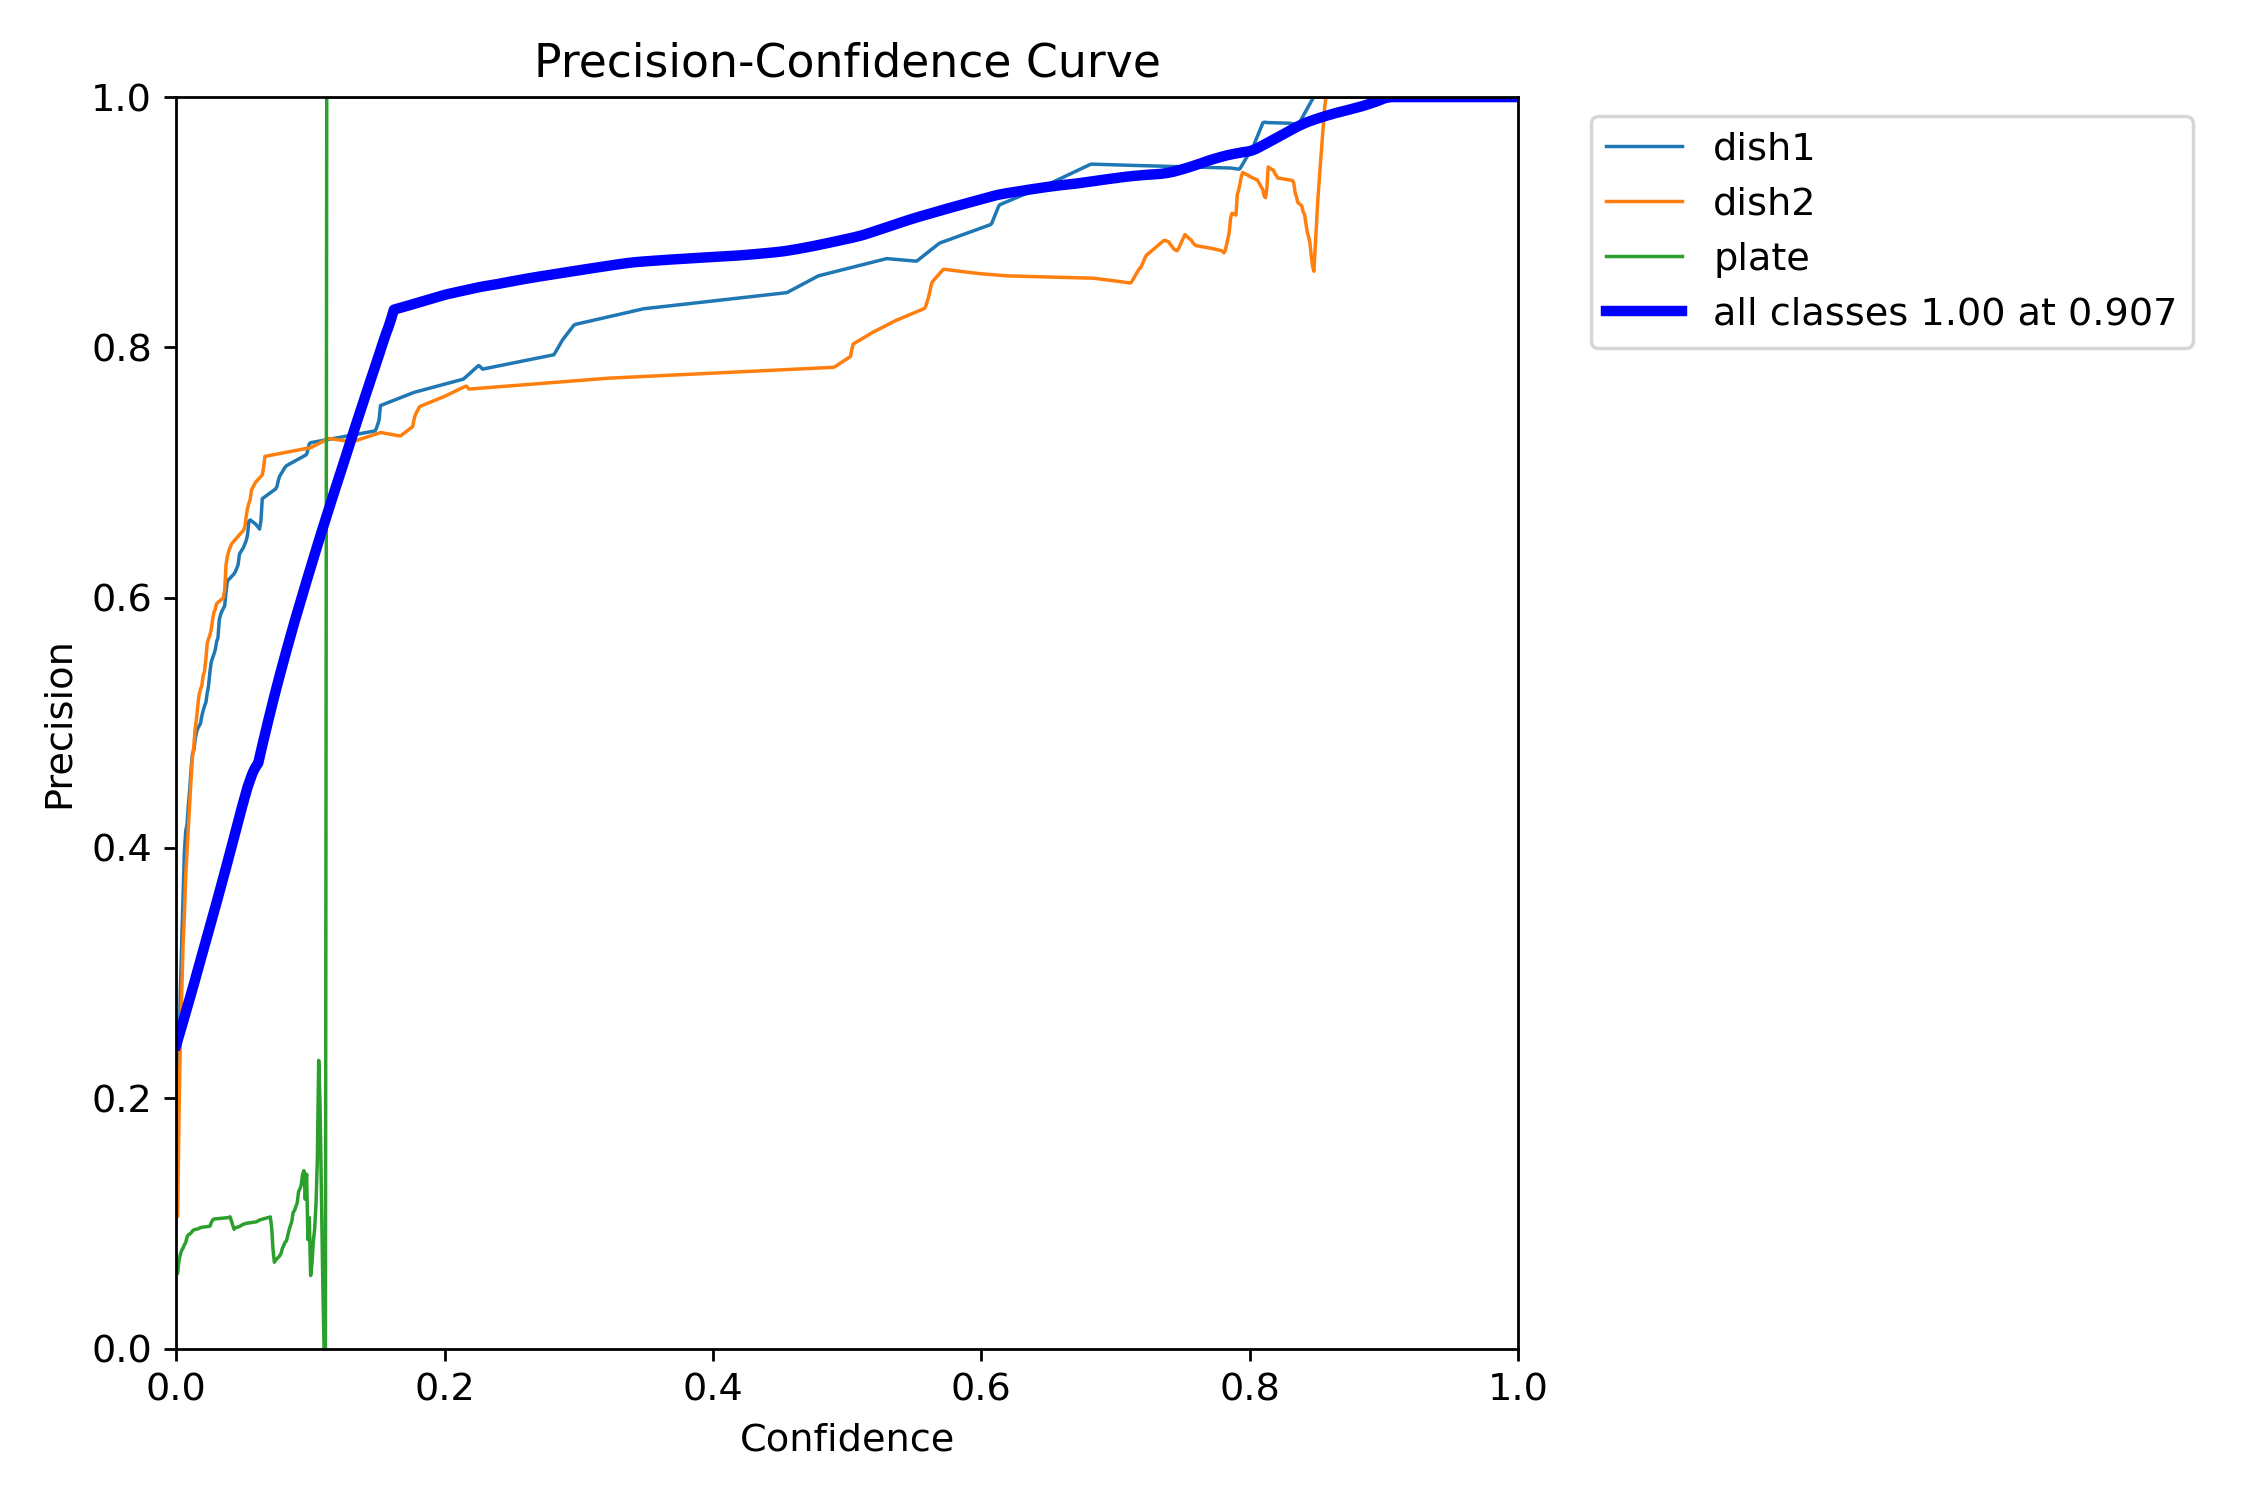 Precision-Confidence Curve
1.0
0.8
0.6
0.4
0.2
0.0
Precision
0.0 0.2 0.4 0.6 0.8 1.0
Confidence
dish1
dish2
plate
all classes 1.00 at 0.907